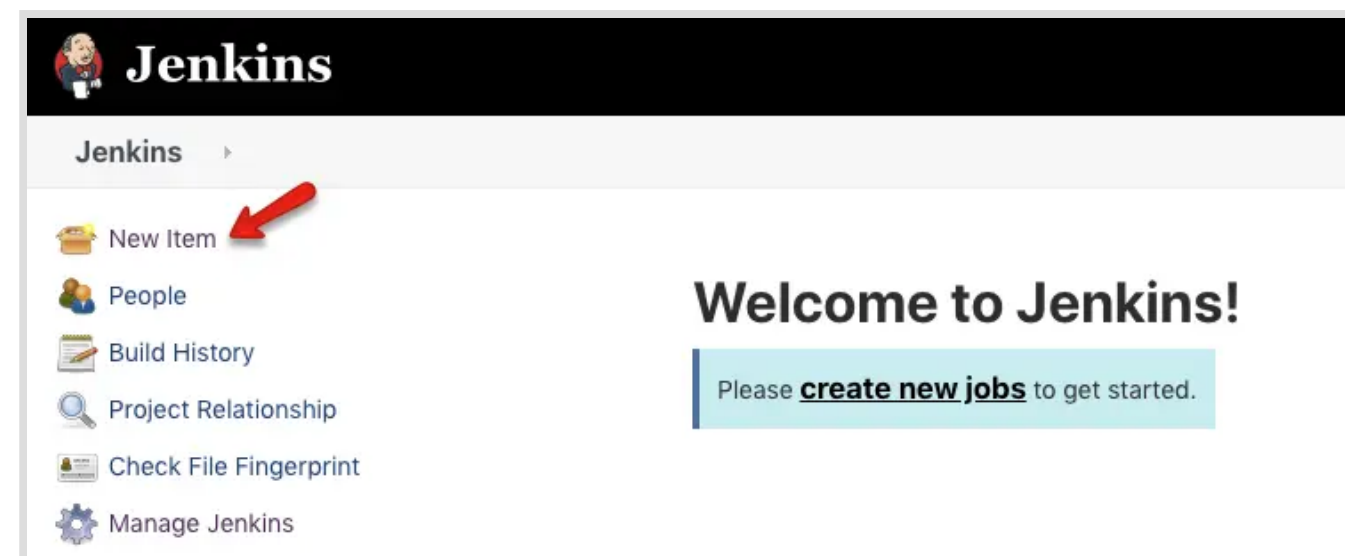 Jenkins
Jenkins
New Item
People
Build History
Project Relationship
Check File Fingerprint
Manage Jenkins
Welcome to Jenkins!
Please create new jobs to get started.